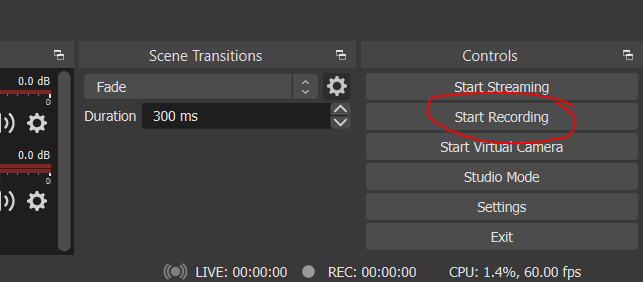 Scene Transitions
Controls
0.0 dB
Fade
Start Streaming
Duration 300 ms
Start Recording
0.0 dB
Start Virtual Camera
Studio Mode
Settings
Exit
LIVE: 00:00:00 REC: 00:00:00 CPU: 1.4%, 60.00 fps